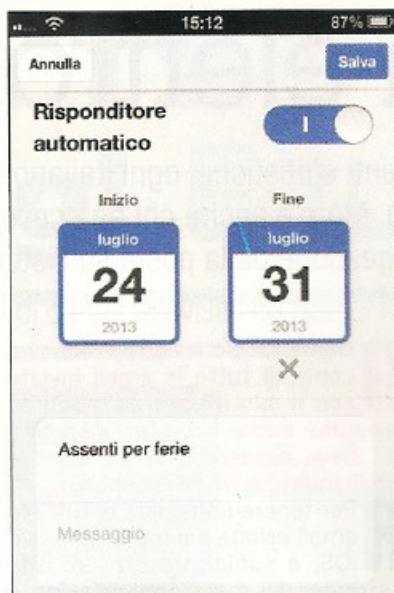 15:12
87%
Annulla
Salva
Risponditore
automatico
Inizio
Fine
luglio
luglio
24
31
2013
2013
Assenti per ferie
Messaggio